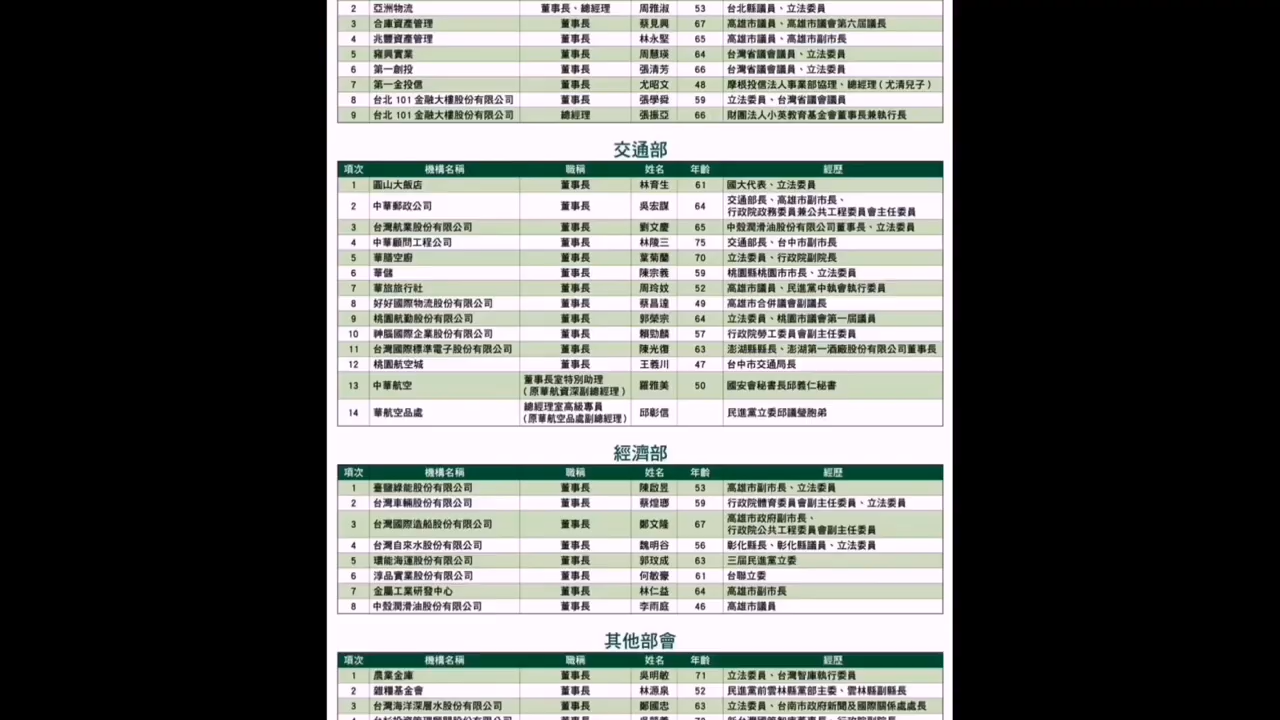 2 亞洲物流 董事長、總經理 周雅淑 53 台北縣議員、立法委員
3 合庫資產管理 董事長 蔡見興 67 高雄市議員、高雄市議會第六屆議長
4 兆豐資產管理 董事長 林永堅 65 高雄市議員、高雄市副市長
5 雍興實業 董事長 周慧瑛 64 台灣省議會議員、立法委員
6 第一創投 董事長 張清芳 66 台灣省議會議員、立法委員
7 第一金投信 董事長 尤昭文 48 摩根投信法人事業部協理、總經理(尤清兒子)
8 台北 101 金融大樓股份有限公司 董事長 張學舜 59 立法委員、台灣省議會議員
9 台北 101 金融大樓股份有限公司 總經理 張振亞 66 財團法人小英教育基金會董事長兼執行長
交通部
項次 機構名稱 職稱 姓名 年齡 經歷
1 圓山大飯店 董事長 林育生 61 國大代表、立法委員
2 中華郵政公司 董事長 吳宏謀 64 交通部長、高雄市副市長、
行政院政務委員兼公共工程委員會主任委員
3 台灣航業股份有限公司 董事長 劉文慶 65 中殼潤滑油股份有限公司董事長、立法委員
4 中華顧問工程公司 董事長 林陵三 75 交通部長、台中市副市長
5 華膳空廚 董事長 葉菊蘭 70 立法委員、行政院副院長
6 華儲 董事長 陳宗義 59 桃園縣桃園市市長、立法委員
7 華旅旅行社 董事長 周玲妏 52 高雄市議員、民進黨中執會執行委員
8 好好國際物流股份有限公司 董事長 蔡昌達 49 高雄市合併議會副議長
9 桃園航勤股份有限公司 董事長 郭榮宗 64 立法委員、桃園市議會第一屆議員
10 神腦國際企業股份有限公司 董事長 賴勁麟 57 行政院勞工委員會副主任委員
11 台灣國際標準電子股份有限公司 董事長 陳光復 63 澎湖縣縣長、澎湖第一酒廠股份有限公司董事長
12 桃園航空城 董事長 王義川 47 台中市交通局長
13 中華航空 董事長室特別助理
(原華航資深副總經理) 羅雅美 50 國安會秘書長邱義仁秘書
14 華航空品處 總經理室高級專員
(原華航空品處副總經理) 邱彰信 民進黨立委邱議瑩胞弟
經濟部
項次 機構名稱 職稱 姓名 年齡 經歷
1 臺鹽綠能股份有限公司 董事長 陳啟昱 53 高雄市副市長、立法委員
2 台灣車輛股份有限公司 董事長 蔡煌瑯 59 行政院體育委員會副主任委員、立法委員
3 台灣國際造船股份有限公司 董事長 鄭文隆 67 高雄市政府副市長、
行政院公共工程委員會副主任委員
4 台灣自來水股份有限公司 董事長 魏明谷 56 彰化縣長、彰化縣議員、立法委員
5 環能海運股份有限公司 董事長 郭玟成 63 三屆民進黨立委
6 淳品實業股份有限公司 董事長 何敏豪 61 台聯立委
7 金屬工業研發中心 董事長 林仁益 64 高雄市副市長
8 中殼潤滑油股份有限公司 董事長 李雨庭 46 高雄市議員
其他部會
項次 機構名稱 職稱 姓名 年齡 經歷
1 農業金庫 董事長 吳明敏 71 立法委員、台灣智庫執行委員
2 雜糧基金會 董事長 林源泉 52 民進黨前雲林縣黨部主委、雲林縣副縣長
3 台灣海洋深層水股份有限公司 董事長 鄭國忠 63 立法委員、台南市政府新聞及國際關係處處長